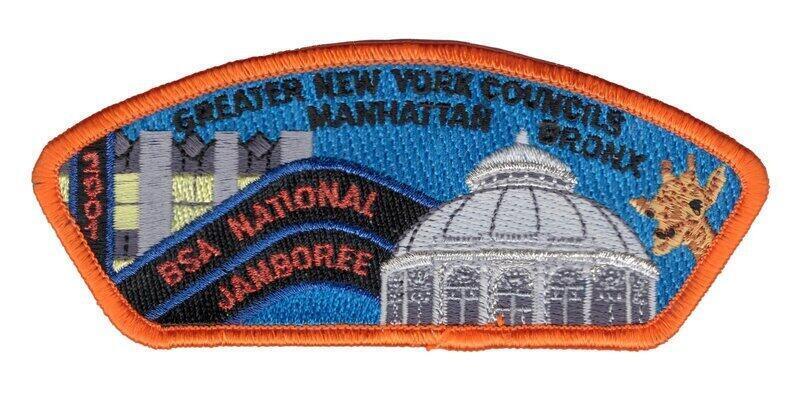 GREATER NEW YORK COUNCILS
MANHATTAN BRONX
2001
BSA NATIONAL
JAMBOREE